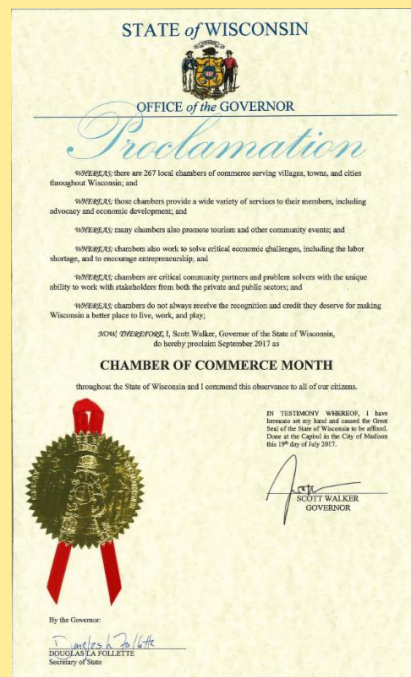 STATE of WISCONSIN
OFFICE of the GOVERNOR
Proclamation
WHEREAS; there are 267 local chambers of commerce serving villages, towns, and cities
throughout Wisconsin; and
WHEREAS; those chambers provide a wide variety of services to their members, including
advocacy and economic development; and
WHEREAS; many chambers also promote tourism and other community events; and
WHEREAS; chambers also work to solve critical economic challenges, including the labor
shortage, and to encourage entrepreneurship; and
WHEREAS; chambers are critical community partners and problem solvers with the unique
ability to work with stakeholders from both the private and public sectors; and
WHEREAS; chambers do not always receive the recognition and credit they deserve for making
Wisconsin a better place to live, work, and play;
NOW, THEREFORE, I, Scott Walker, Governor of the State of Wisconsin,
do hereby proclaim September 2017 as
CHAMBER OF COMMERCE MONTH
throughout the State of Wisconsin and I commend this observance to all of our citizens.
IN TESTIMONY WHEREOF, I have
hereunto set my hand and caused the Great
Seal of the State of Wisconsin to be affixed.
Done at the Capitol in the City of Madison
this 19th day of July 2017.
SCOTT WALKER
GOVERNOR
By the Governor:
Douglas La Follette
DOUGLAS LA FOLLETTE
Secretary of State